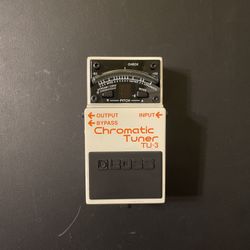 CHECK
PITCH
OUTPUT INPUT
BYPASS
Chromatic
Tuner
TU-3
BOSS